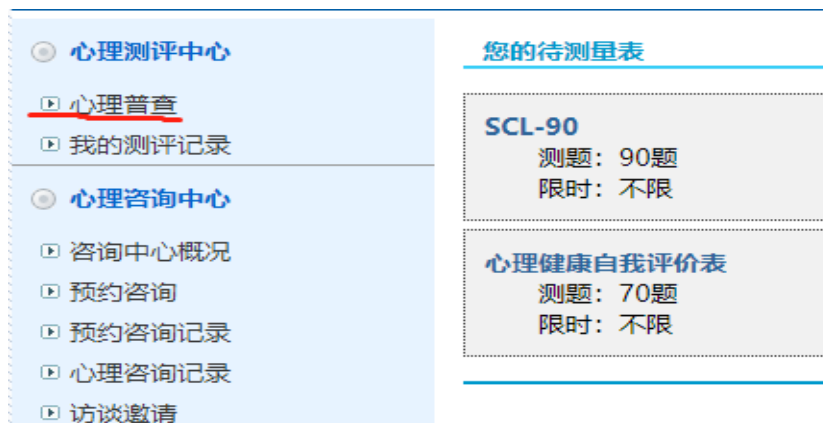 心理测评中心
心理普查
我的测评记录
心理咨询中心
咨询中心概况
预约咨询
预约咨询记录
心理咨询记录
访谈邀请
您的待测量表
SCL-90
测题：90题
限时：不限
心理健康自我评价表
测题：70题
限时：不限